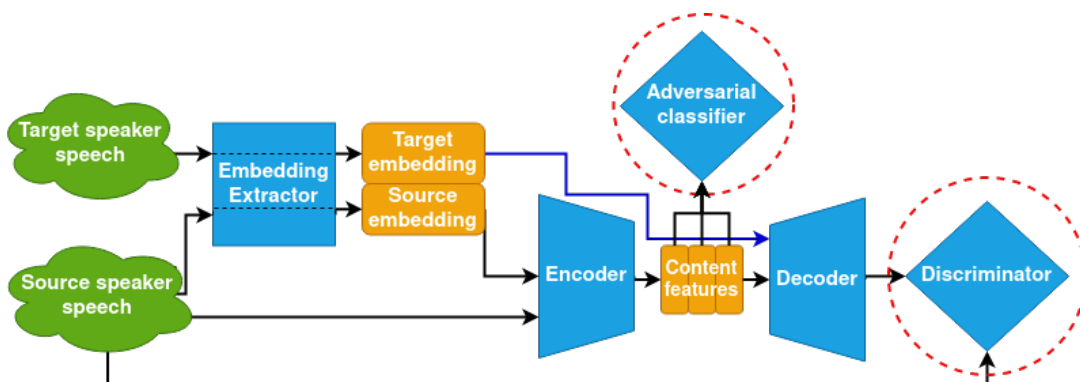 Target speaker
speech
Embedding
Extractor
Target
embedding
Source
embedding
Adversarial
classifier
Source speaker
speech
Encoder
Content
features
Decoder
Discriminator